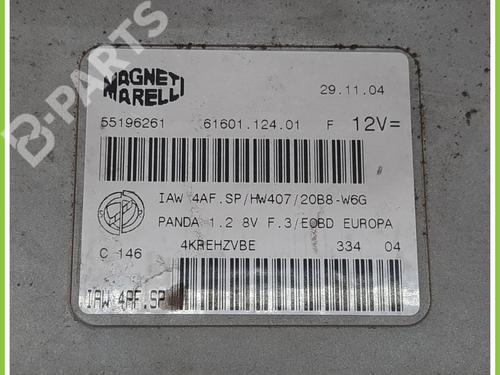 MAGNETI
MARELLI
29.11.04
55196261 61601.124.01 F 12V=
IAW 4AF.SP/HW407/20B8-W6G
PANDA 1.2 8V F.3/EOBD EUROPA
C 146 4KREHZVBE 334 04
IAW 4PF.SP
B-PARTS